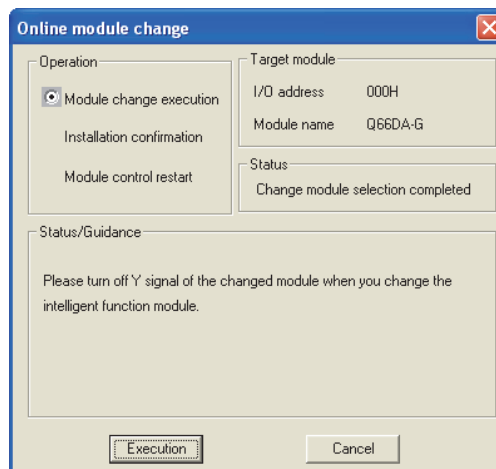 Online module change
Operation
Module change execution
Installation confirmation
Module control restart
Target module
I/O address 000H
Module name Q66DA-G
Status
Change module selection completed
Status/Guidance
Please turn off Y signal of the changed module when you change the
intelligent function module.
Execution Cancel